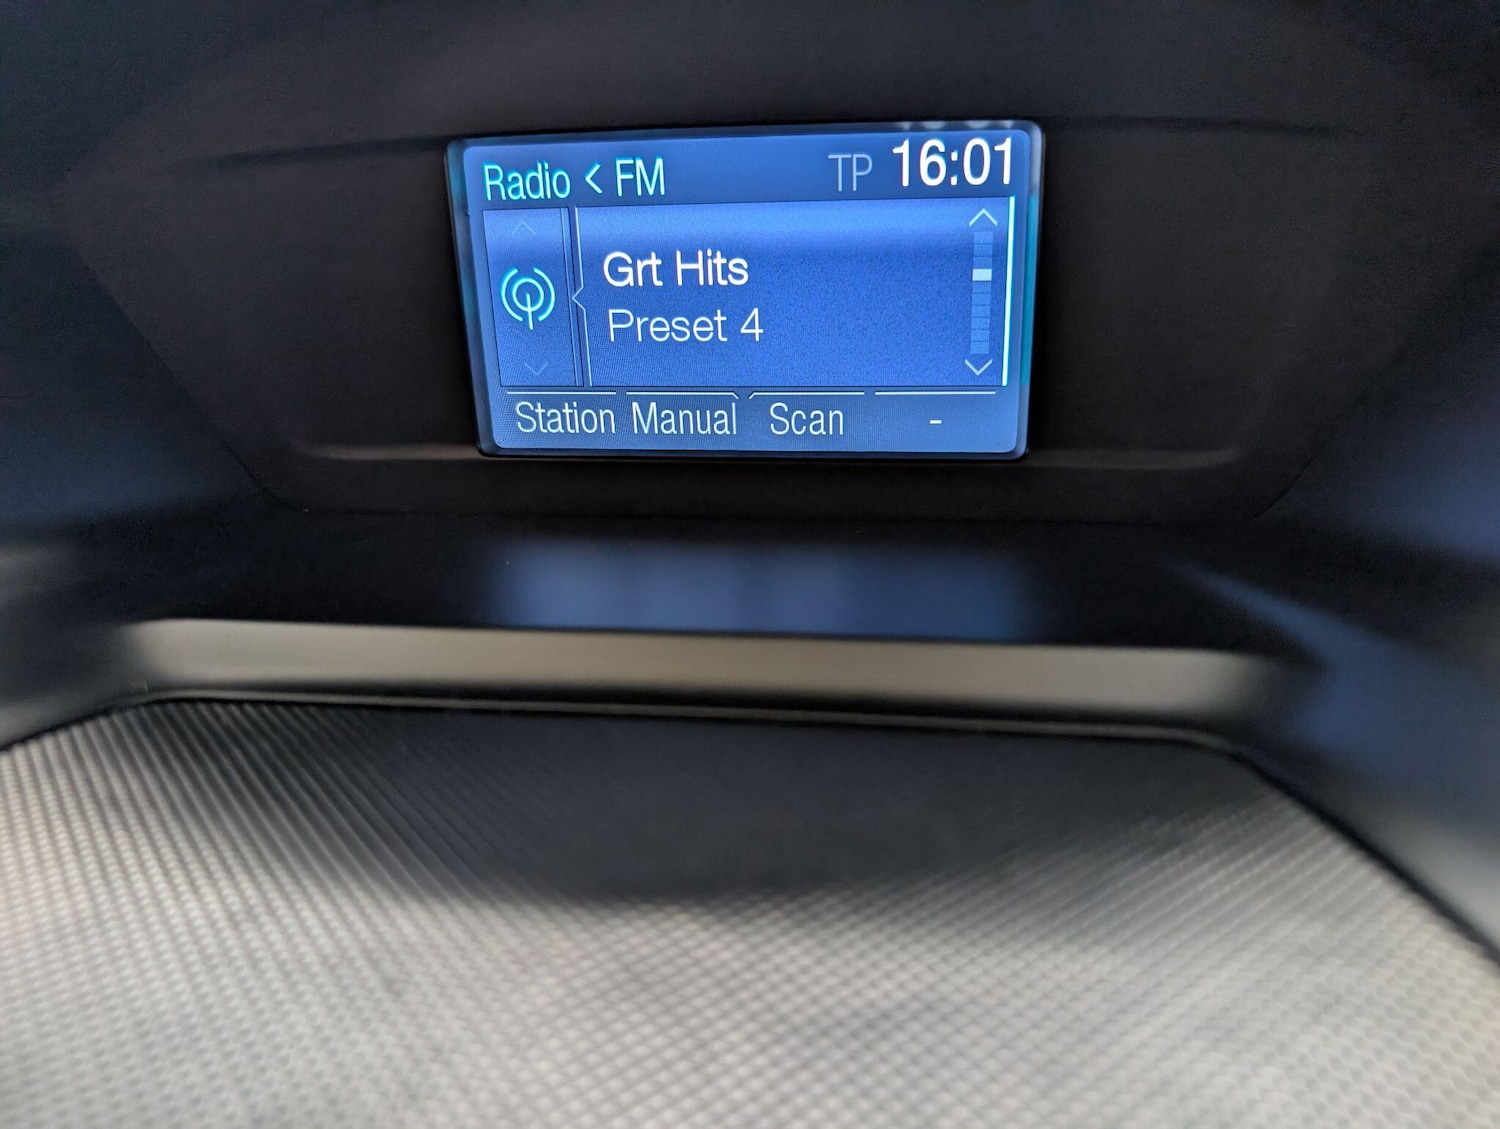 Radio < FM TP 16:01
Grt Hits
Preset 4
Station Manual Scan -